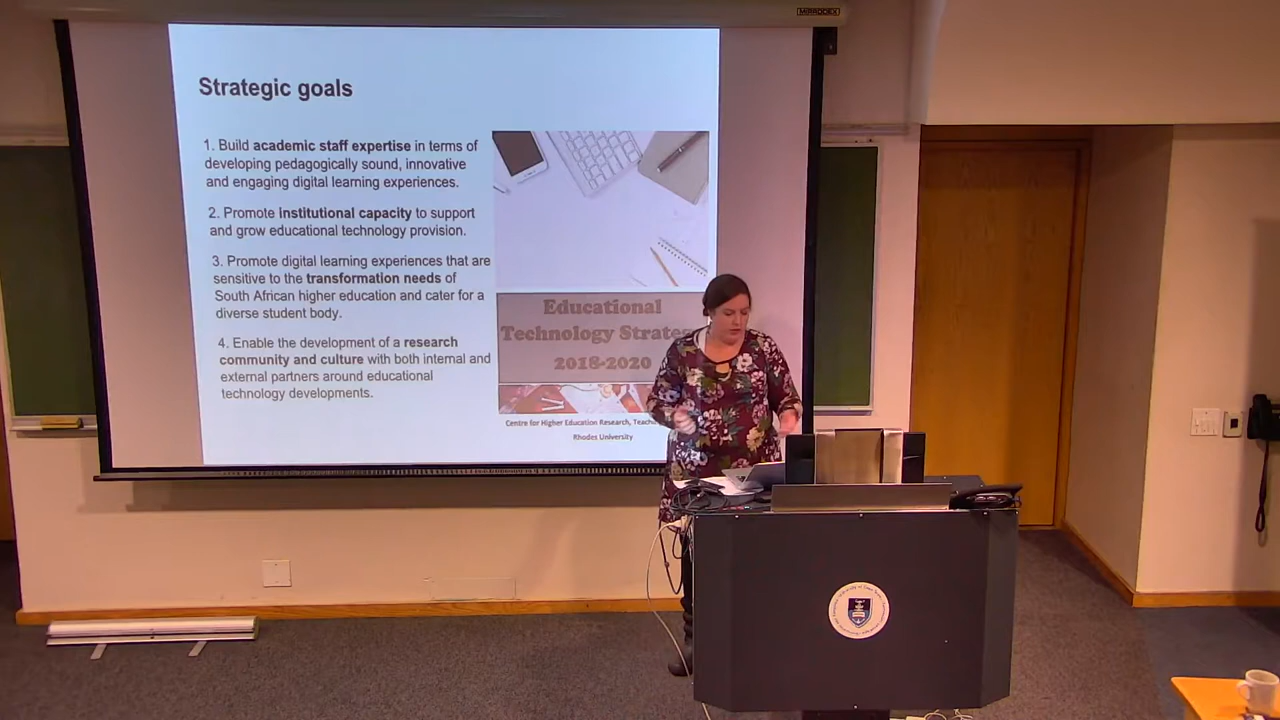 Strategic goals
1. Build academic staff expertise in terms of
developing pedagogically sound, innovative
and engaging digital learning experiences.
2. Promote institutional capacity to support
and grow educational technology provision.
3. Promote digital learning experiences that are
sensitive to the transformation needs of
South African higher education and cater for a
diverse student body.
4. Enable the development of a research
community and culture with both internal and
external partners around educational
technology developments.
Educational
Technology
2018-2020
Centre for Higher Education Research,
Rhodes University